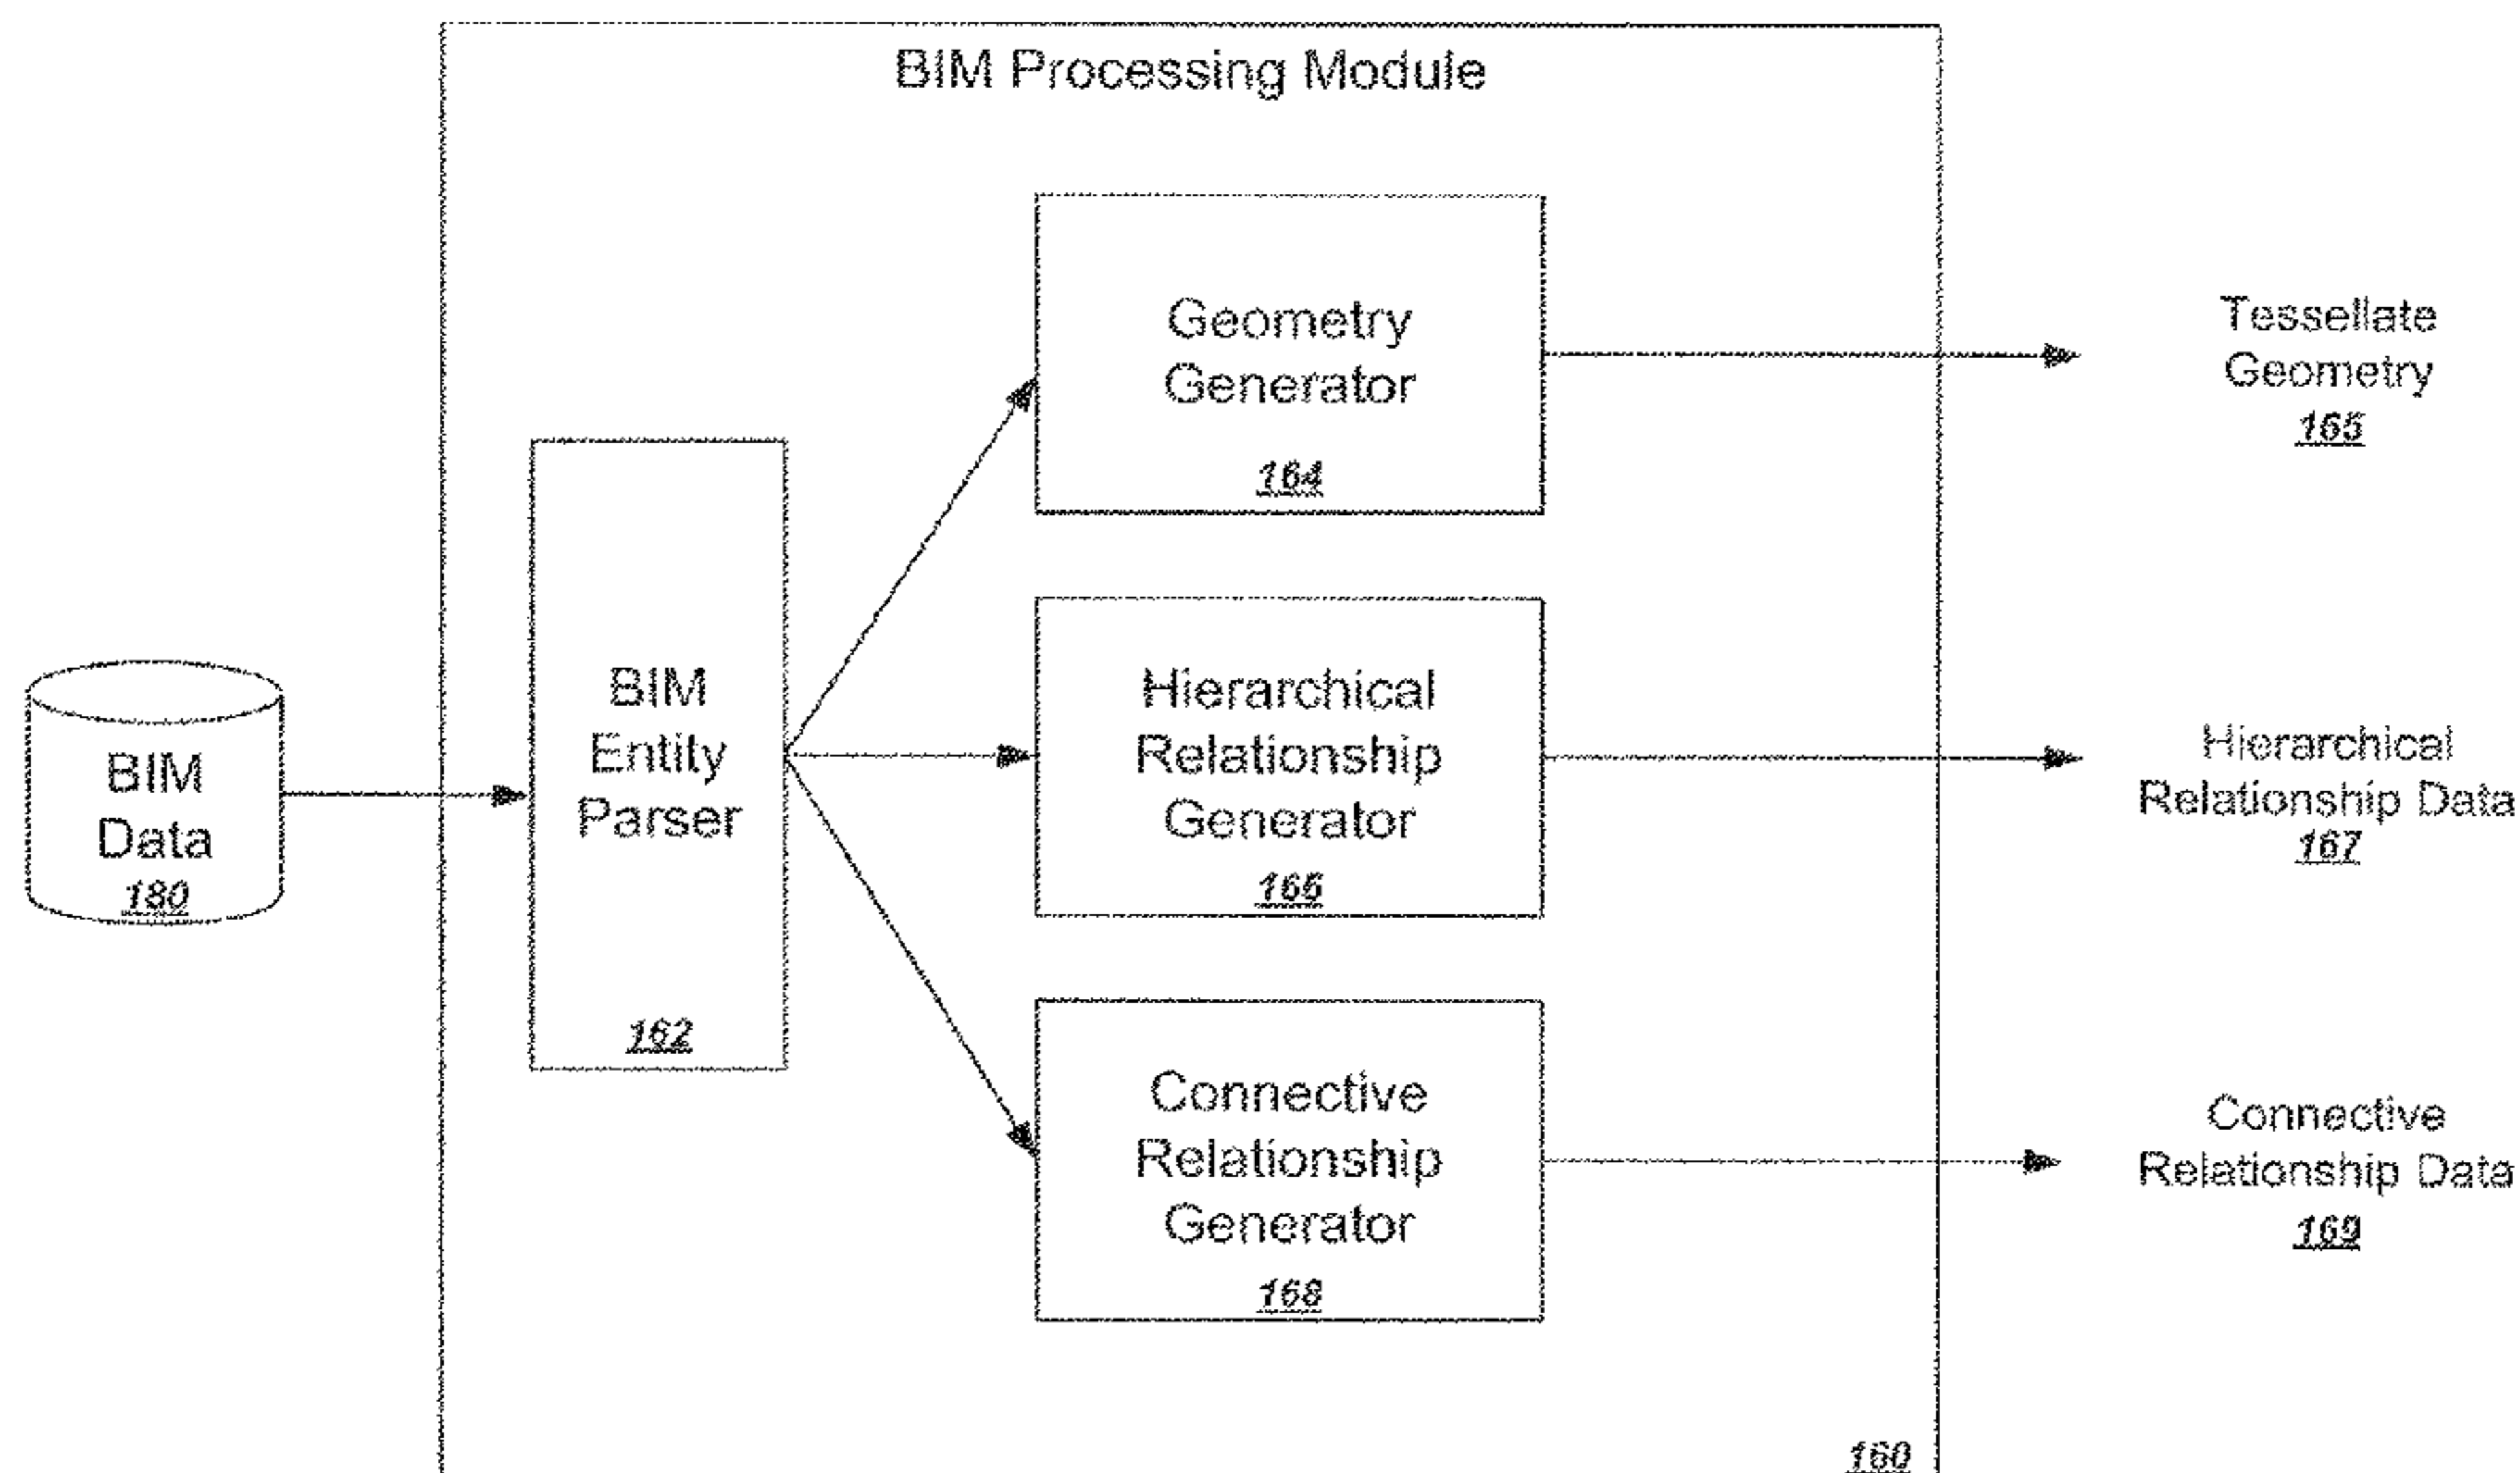 BIM Processing Module
Geometry
Generator
164
Tessellate
Geometry
165
BIM
Entity
Parser
162
Hierarchical
Relationship
Generator
166
Hierarchical
Relationship Data
167
BIM
Data
180
Connective
Relationship
Generator
168
Connective
Relationship Data
169
160